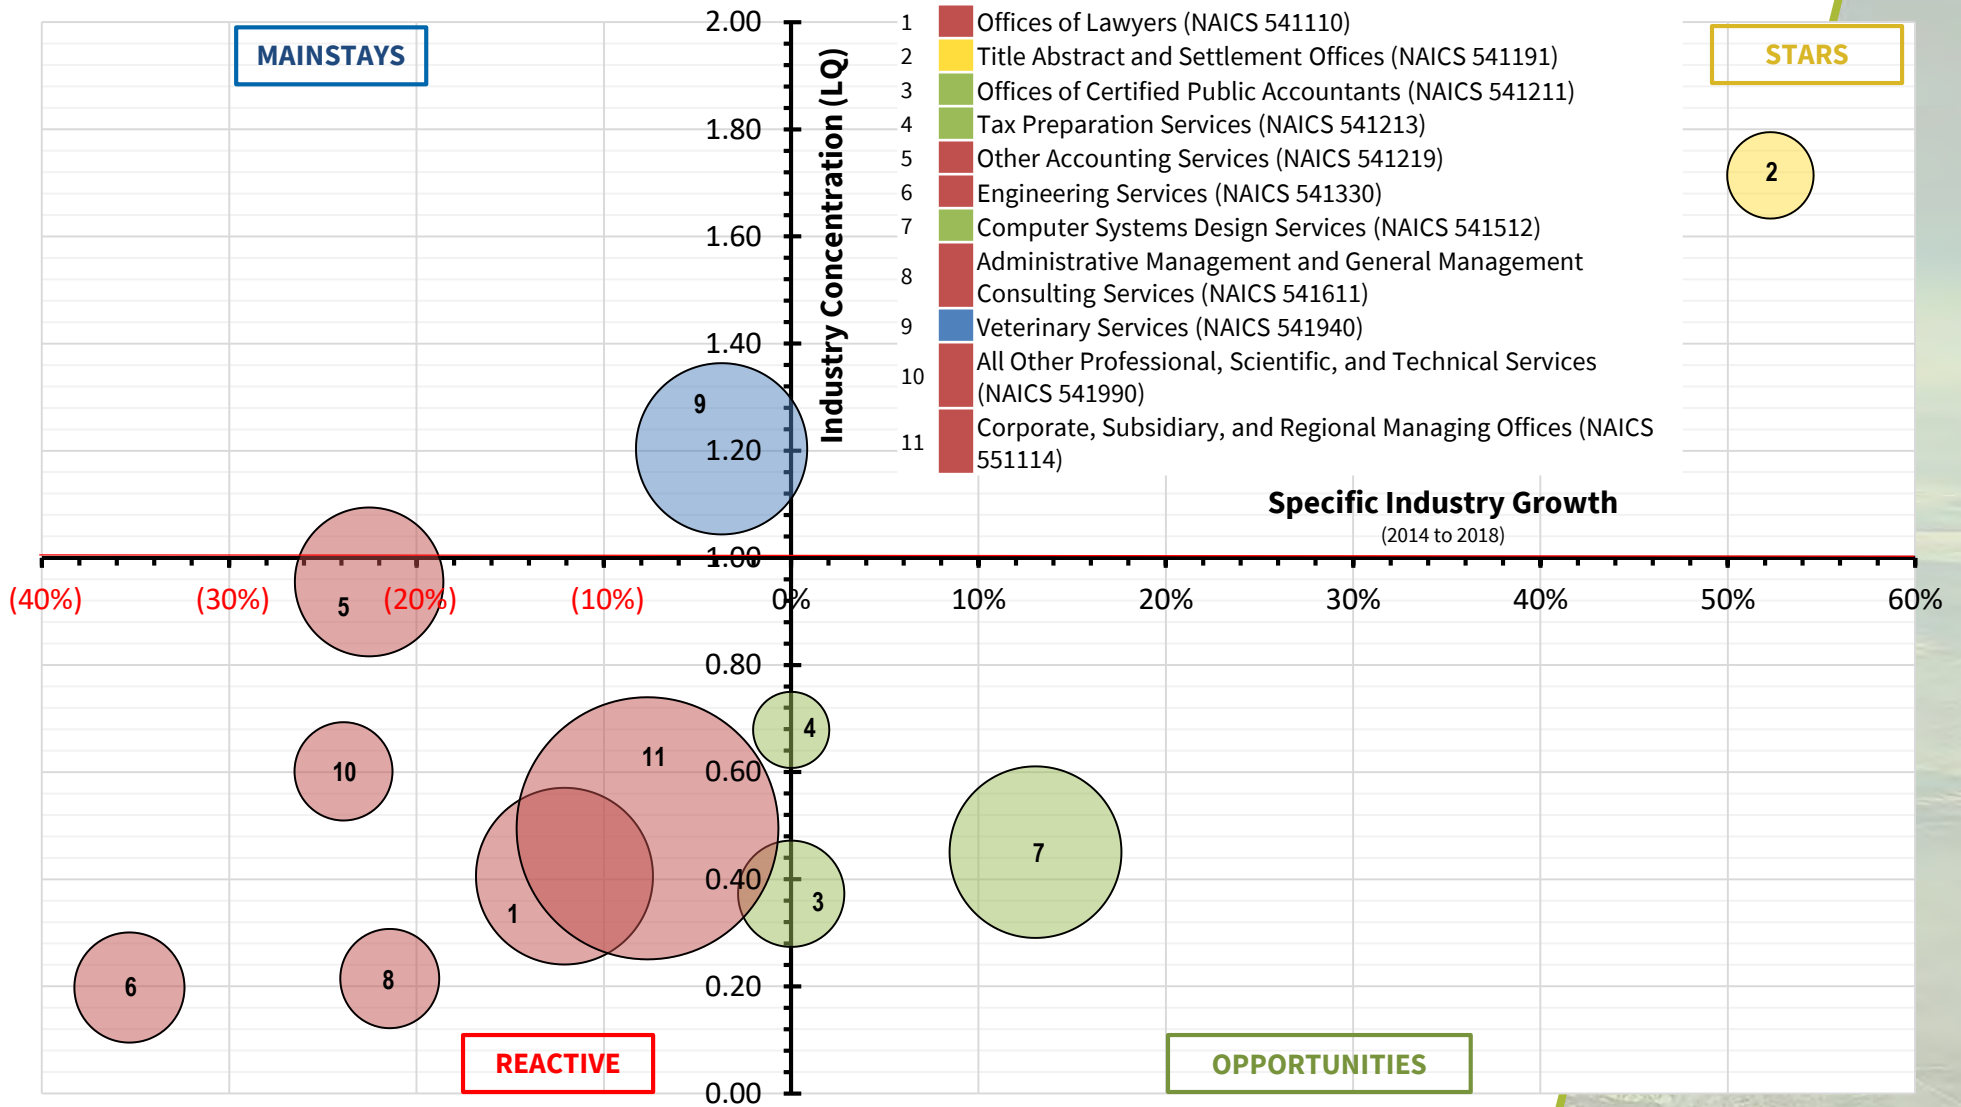 MAINSTAYS
STARS
Industry Concentration (LQ)
2.00
1.80
1.60
1.40
1.20
1.00
0.80
0.60
0.40
0.20
0.00
1 Offices of Lawyers (NAICS 541110)
2 Title Abstract and Settlement Offices (NAICS 541191)
3 Offices of Certified Public Accountants (NAICS 541211)
4 Tax Preparation Services (NAICS 541213)
5 Other Accounting Services (NAICS 541219)
6 Engineering Services (NAICS 541330)
7 Computer Systems Design Services (NAICS 541512)
8 Administrative Management and General Management
Consulting Services (NAICS 541611)
9 Veterinary Services (NAICS 541940)
10 All Other Professional, Scientific, and Technical Services
(NAICS 541990)
11 Corporate, Subsidiary, and Regional Managing Offices (NAICS
551114)
2
9
Specific Industry Growth
(2014 to 2018)
(40%) (30%) (20%) (10%) 0% 10% 20% 30% 40% 50% 60%
5
4
11
10
7
3
1
8
6
REACTIVE
OPPORTUNITIES